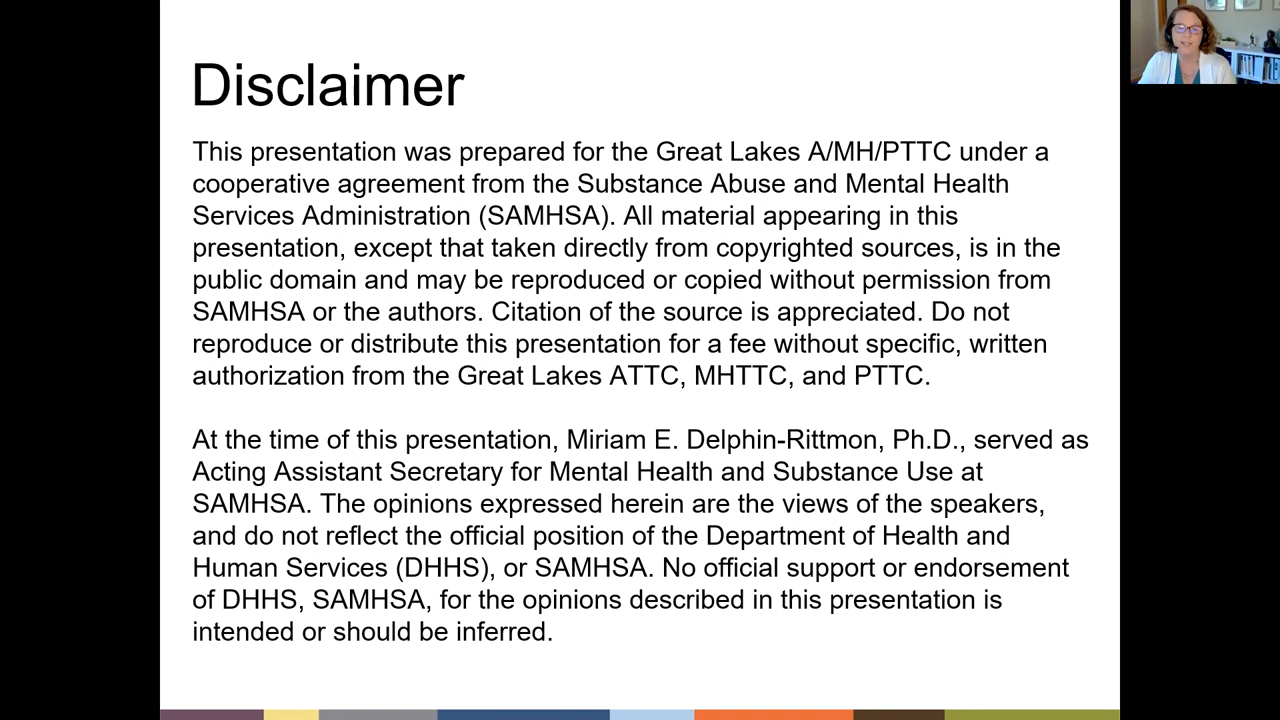 Disclaimer
This presentation was prepared for the Great Lakes A/MH/PTTC under a
cooperative agreement from the Substance Abuse and Mental Health
Services Administration (SAMHSA). All material appearing in this
presentation, except that taken directly from copyrighted sources, is in the
public domain and may be reproduced or copied without permission from
SAMHSA or the authors. Citation of the source is appreciated. Do not
reproduce or distribute this presentation for a fee without specific, written
authorization from the Great Lakes ATTC, MHTTC, and PTTC.
At the time of this presentation, Miriam E. Delphin-Rittmon, Ph.D., served as
Acting Assistant Secretary for Mental Health and Substance Use at
SAMHSA. The opinions expressed herein are the views of the speakers,
and do not reflect the official position of the Department of Health and
Human Services (DHHS), or SAMHSA. No official support or endorsement
of DHHS, SAMHSA, for the opinions described in this presentation is
intended or should be inferred.